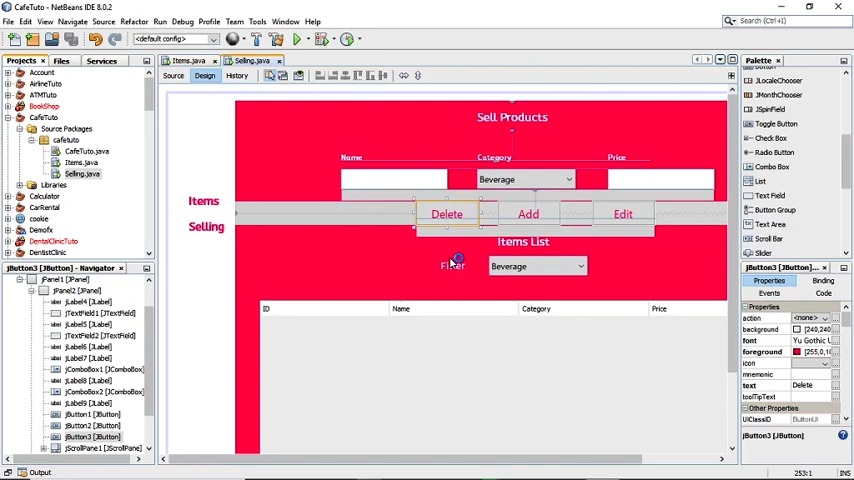 CafeTuto - NetBeans IDE 8.0.2
File Edit View Navigate Source Refactor Run Debug Profile Team Tools Window Help
Search (Ctrl+I)
<default config>
Projects Files Services
Items.java Selling.java
Palette
Source Design History
Account
AirlineTuto
ATMTuto
BookShop
CafeTuto
Source Packages
cafetuto
CafeTuto.java
Items.java
Selling.java
Libraries
Calculator
CarRental
cookie
Demofx
DentalClinicTuto
DentistClinic
Sell Products
Name Category Price
Beverage
Items
Selling
Delete Add Edit
Items List
Filter Beverage
ID Name Category Price
Button
JLocaleChooser
JMonthChooser
JSpinField
Toggle Button
Check Box
Radio Button
Combo Box
List
Text Field
Button Group
Text Area
Scroll Bar
Slider
jButton3 [JButton] - Navigator
jPanel1 [JPanel]
jPanel2 [JPanel]
jLabel4 [JLabel]
jTextField1 [JTextField]
jLabel5 [JLabel]
jTextField2 [JTextField]
jLabel6 [JLabel]
jLabel7 [JLabel]
jComboBox1 [JComboBox]
jLabel8 [JLabel]
jComboBox2 [JComboBox]
jLabel9 [JLabel]
jButton1 [JButton]
jButton2 [JButton]
jButton3 [JButton]
jScrollPane1 [JScrollPane]
jButton3 [JButton] - ...
Properties Binding
Events Code
Properties
action <none>
background [240,240
font Yu Gothic U
foreground
icon
mnemonic
text Delete
toolTipText
Other Properties
UIClassID ButtonUI
jButton3 [JButton]
Output
253:1 INS